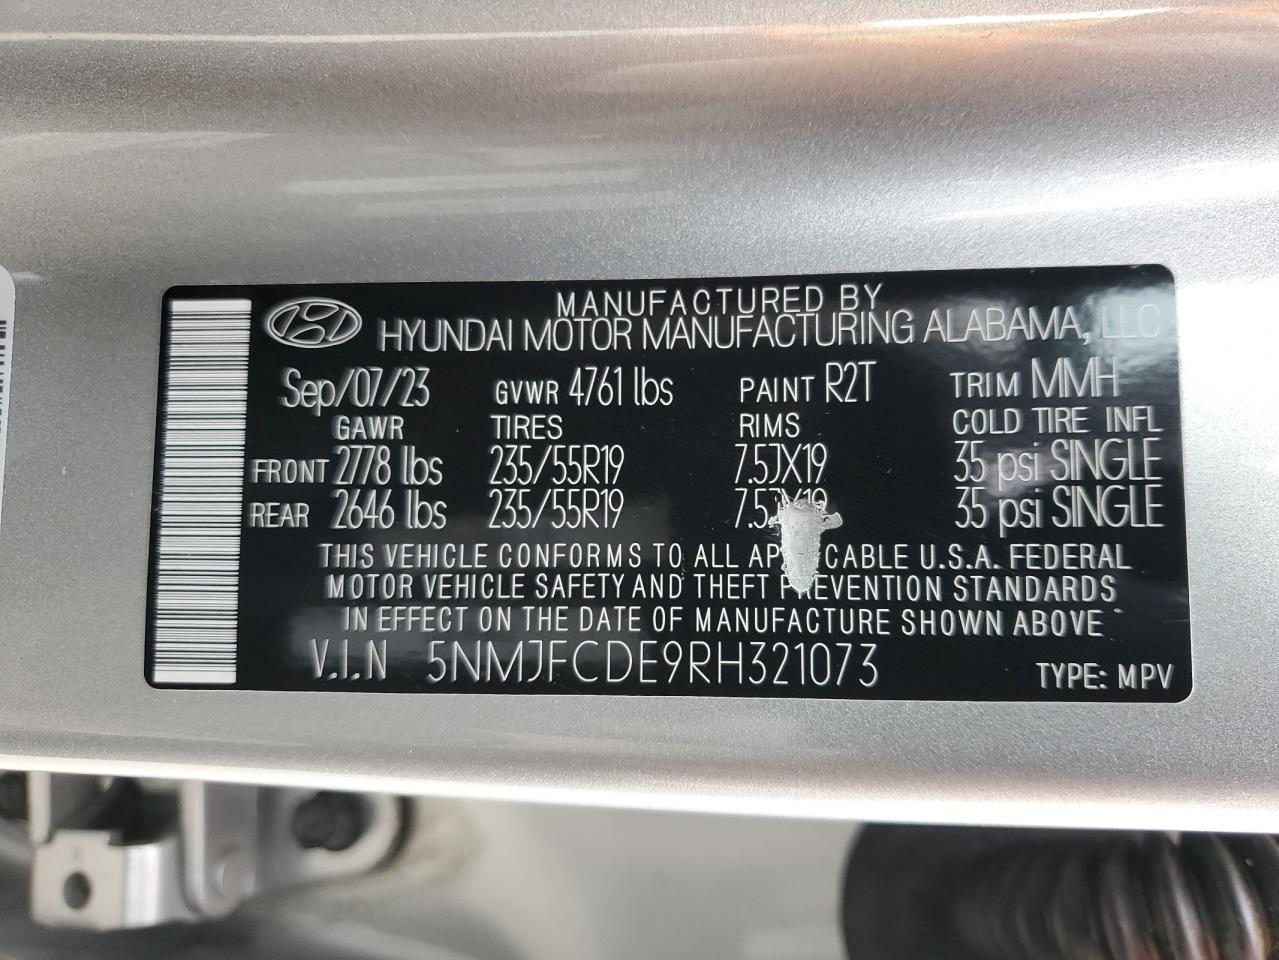 MANUFACTURED BY
HYUNDAI MOTOR MANUFACTURING ALABAMA, LLC
Sep/07/23 GVWR 4761 lbs PAINT R2T TRIM MMH
GAWR TIRES RIMS COLD TIRE INFL
FRONT 2778 lbs 235/55R19 7.5JX19 35 psi SINGLE
REAR 2646 lbs 235/55R19 7.5JX19 35 psi SINGLE
THIS VEHICLE CONFORMS TO ALL AP CABLE U.S.A. FEDERAL
MOTOR VEHICLE SAFETY AND THEFT PREVENTION STANDARDS
IN EFFECT ON THE DATE OF MANUFACTURE SHOWN ABOVE
V.I.N 5NMJFCDE9RH321073 TYPE: MPV